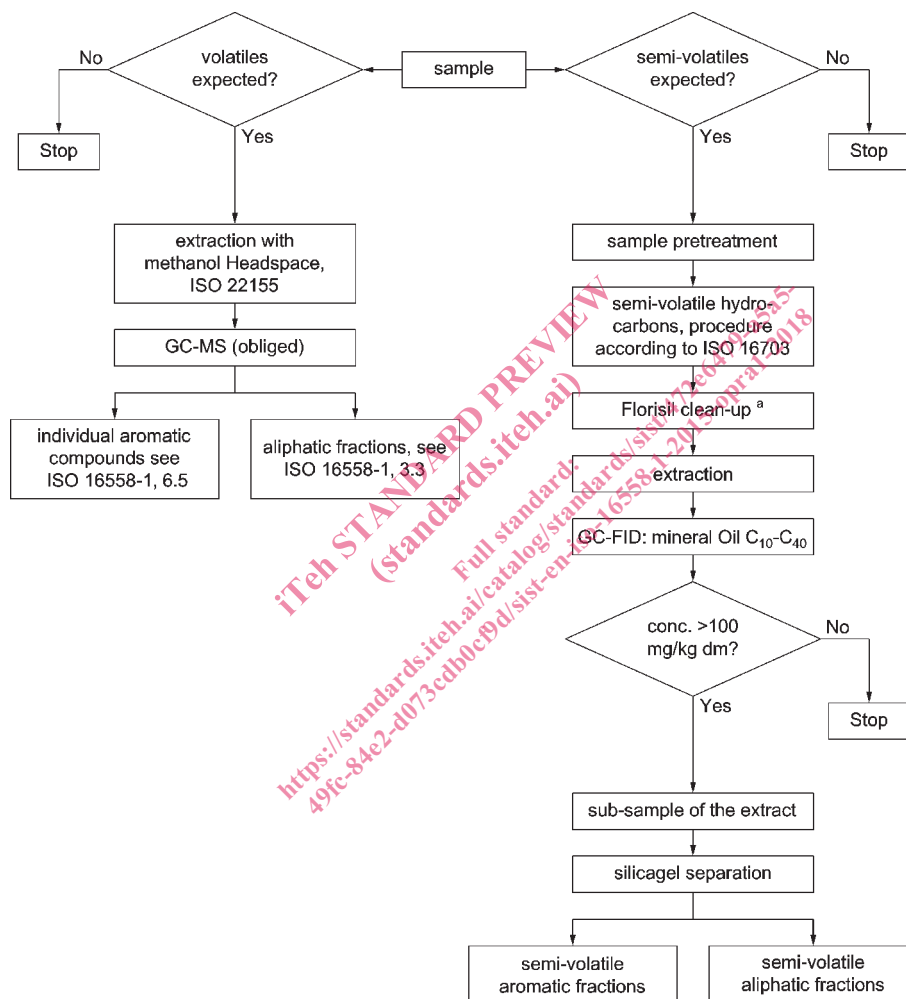 No
volatiles
expected?
sample
semi-volatiles
expected?
No
Stop
Yes
Yes
Stop
extraction with
methanol Headspace,
ISO 22155
GC-MS (obliged)
individual aromatic
compounds see
ISO 16558-1, 6.5
aliphatic fractions, see
ISO 16558-1, 3.3
sample pretreatment
semi-volatile hydro-
carbons, procedure
according to ISO 16703
Florisil clean-up a
extraction
GC-FID: mineral Oil C10-C40
conc. >100
mg/kg dm?
No
Yes
Stop
sub-sample of the extract
silicagel separation
semi-volatile
aromatic fractions
semi-volatile
aliphatic fractions
iTeh STANDARD PREVIEW
(standards.iteh.ai)
Full standard:
https://standards.iteh.ai/catalog/standards/sist/472e6479-a5a5-
49fc-84e2-d073cdb0cf9d/sist-en-iso-16558-1-2015-opra1-2018